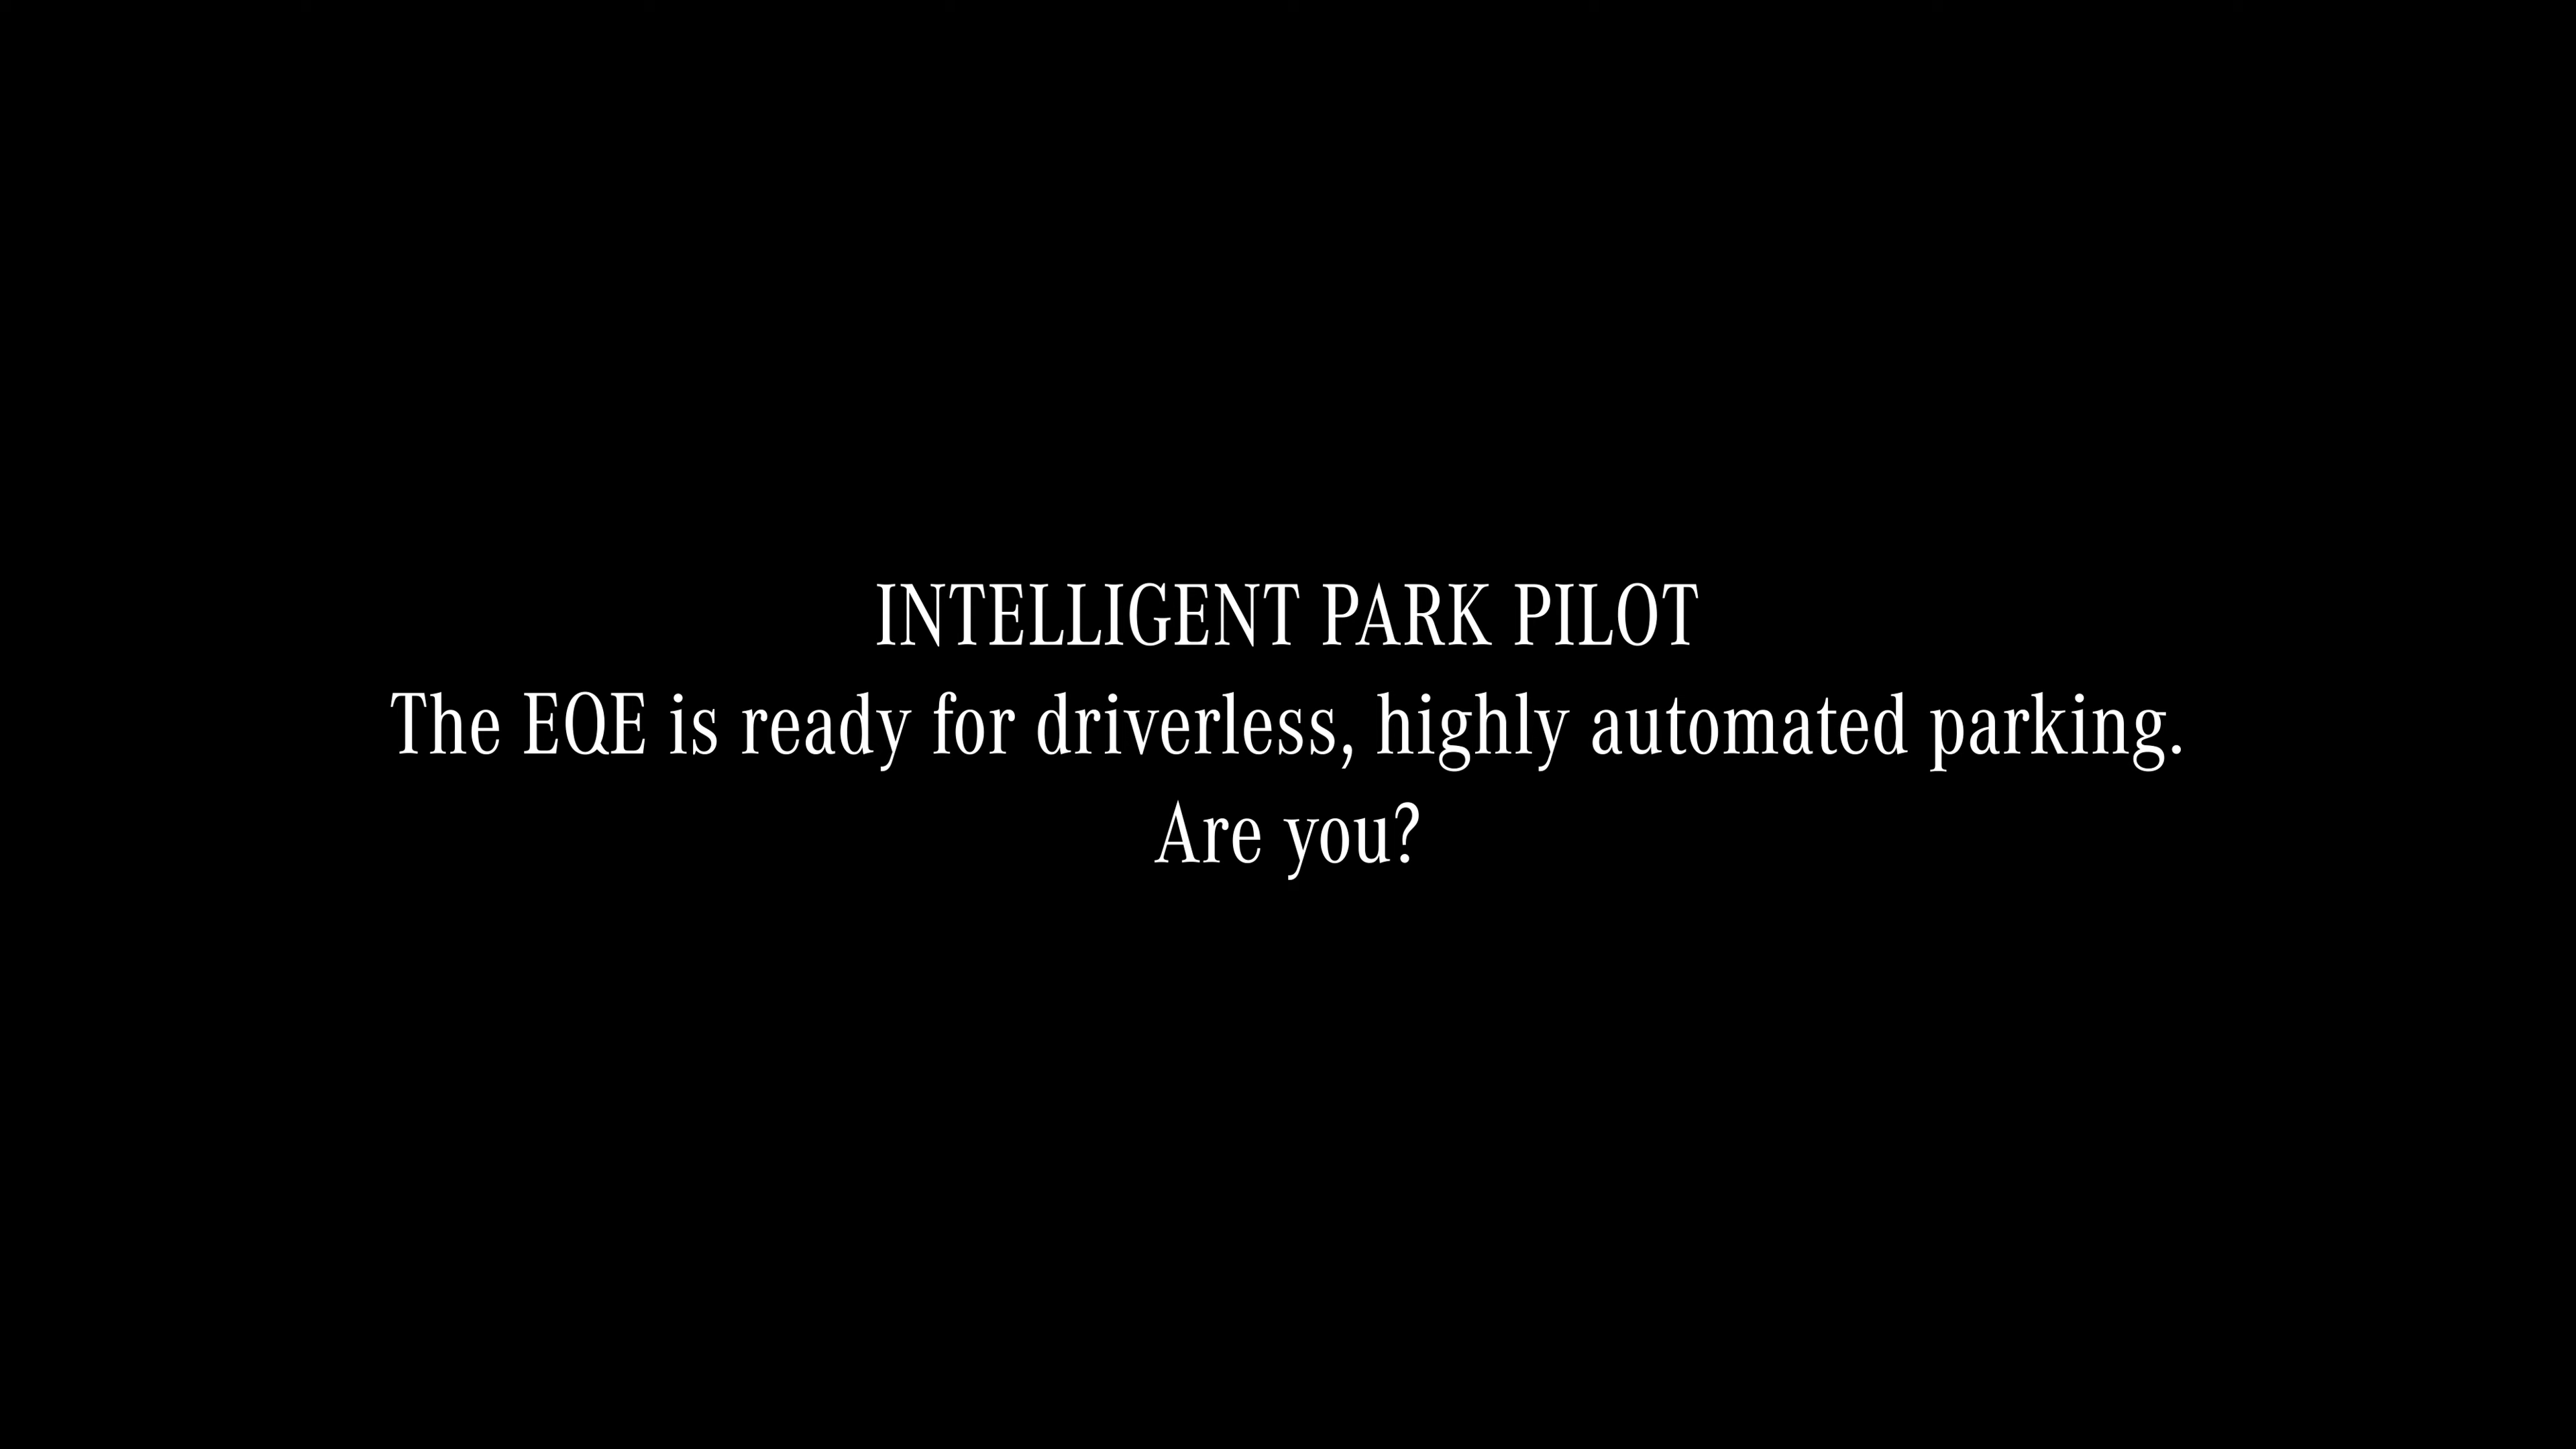 INTELLIGENT PARK PILOT
The EQE is ready for driverless, highly automated parking.
Are you?